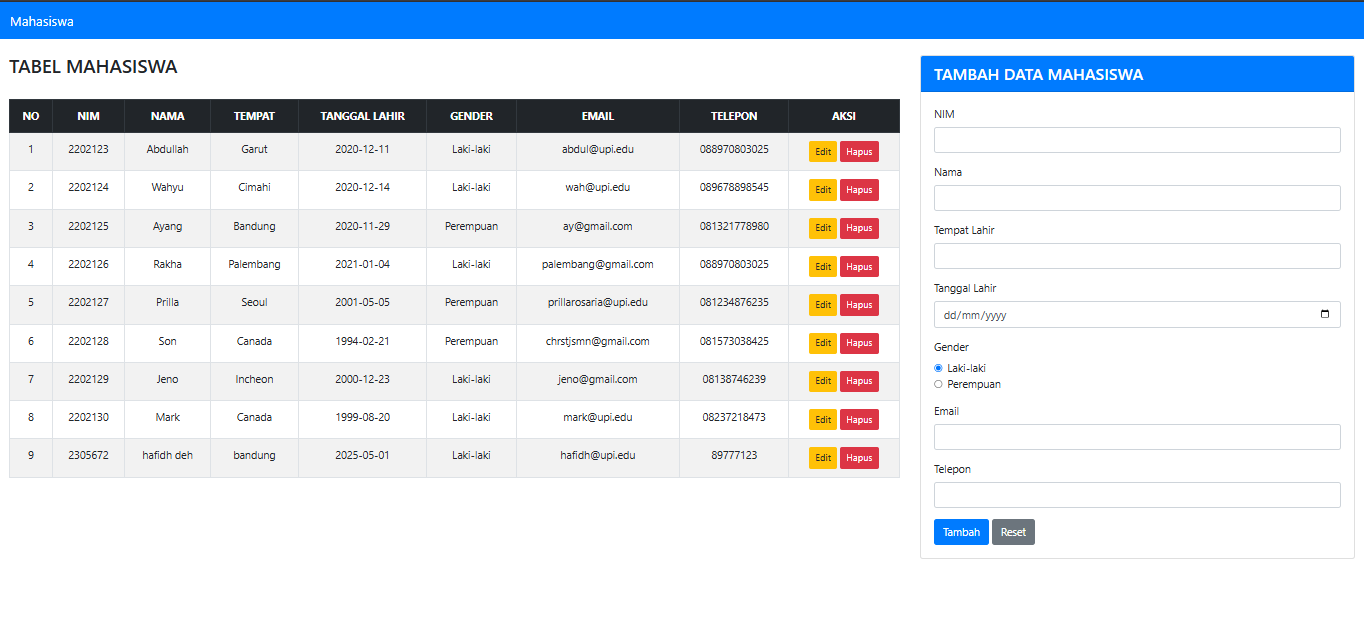 Mahasiswa
TABEL MAHASISWA
NO NIM NAMA TEMPAT TANGGAL LAHIR GENDER EMAIL TELEPON AKSI
1 2202123 Abdullah Garut 2020-12-11 Laki-laki abdul@upi.edu 088970803025 Edit Hapus
2 2202124 Wahyu Cimahi 2020-12-14 Laki-laki wah@upi.edu 089678898545 Edit Hapus
3 2202125 Ayang Bandung 2020-11-29 Perempuan ay@gmail.com 081321778980 Edit Hapus
4 2202126 Rakha Palembang 2021-01-04 Laki-laki palembang@gmail.com 088970803025 Edit Hapus
5 2202127 Prilla Seoul 2001-05-05 Perempuan prillarosaria@upi.edu 081234876235 Edit Hapus
6 2202128 Son Canada 1994-02-21 Perempuan chrstjsmn@gmail.com 081573038425 Edit Hapus
7 2202129 Jeno Incheon 2000-12-23 Laki-laki jeno@gmail.com 08138746239 Edit Hapus
8 2202130 Mark Canada 1999-08-20 Laki-laki mark@upi.edu 08237218473 Edit Hapus
9 2305672 hafidh deh bandung 2025-05-01 Laki-laki hafidh@upi.edu 89777123 Edit Hapus
TAMBAH DATA MAHASISWA
NIM
Nama
Tempat Lahir
Tanggal Lahir
dd/mm/yyyy
Gender
Laki-laki
Perempuan
Email
Telepon
Tambah Reset